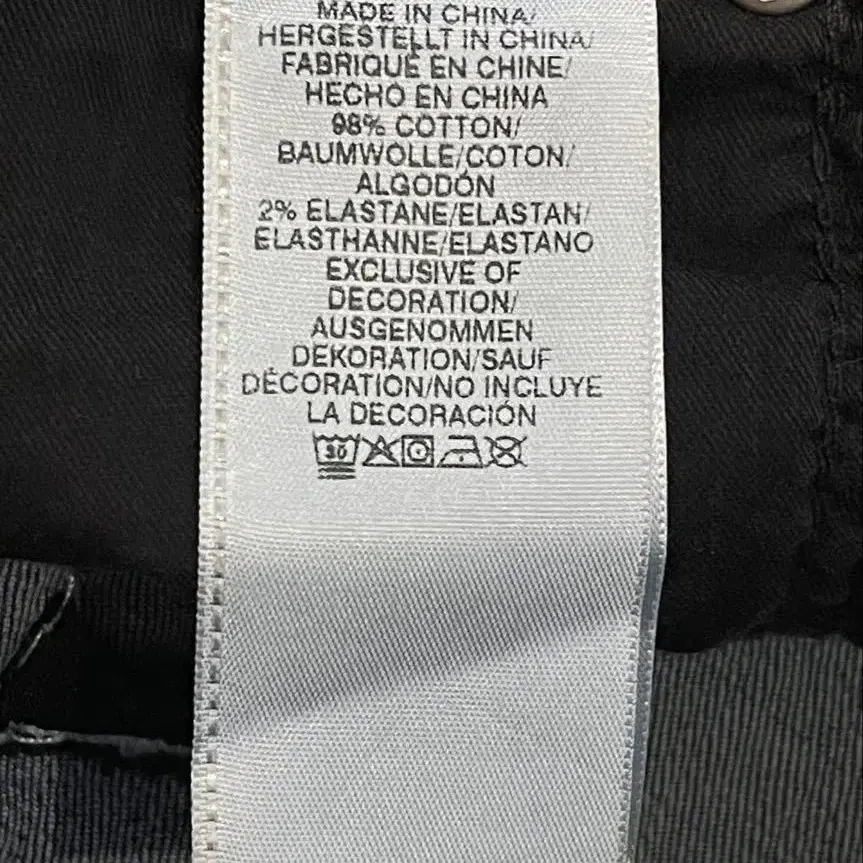 MADE IN CHINA/
HERGESTELLT IN CHINA/
FABRIQUÉ EN CHINE/
HECHO EN CHINA
98% COTTON/
BAUMWOLLE/COTON/
ALGODÓN
2% ELASTANE/ELASTAN/
ELASTHANNE/ELASTANO
EXCLUSIVE OF
DECORATION/
AUSGENOMMEN
DEKORATION/SAUF
DÉCORATION/NO INCLUYE
LA DECORACIÓN
30